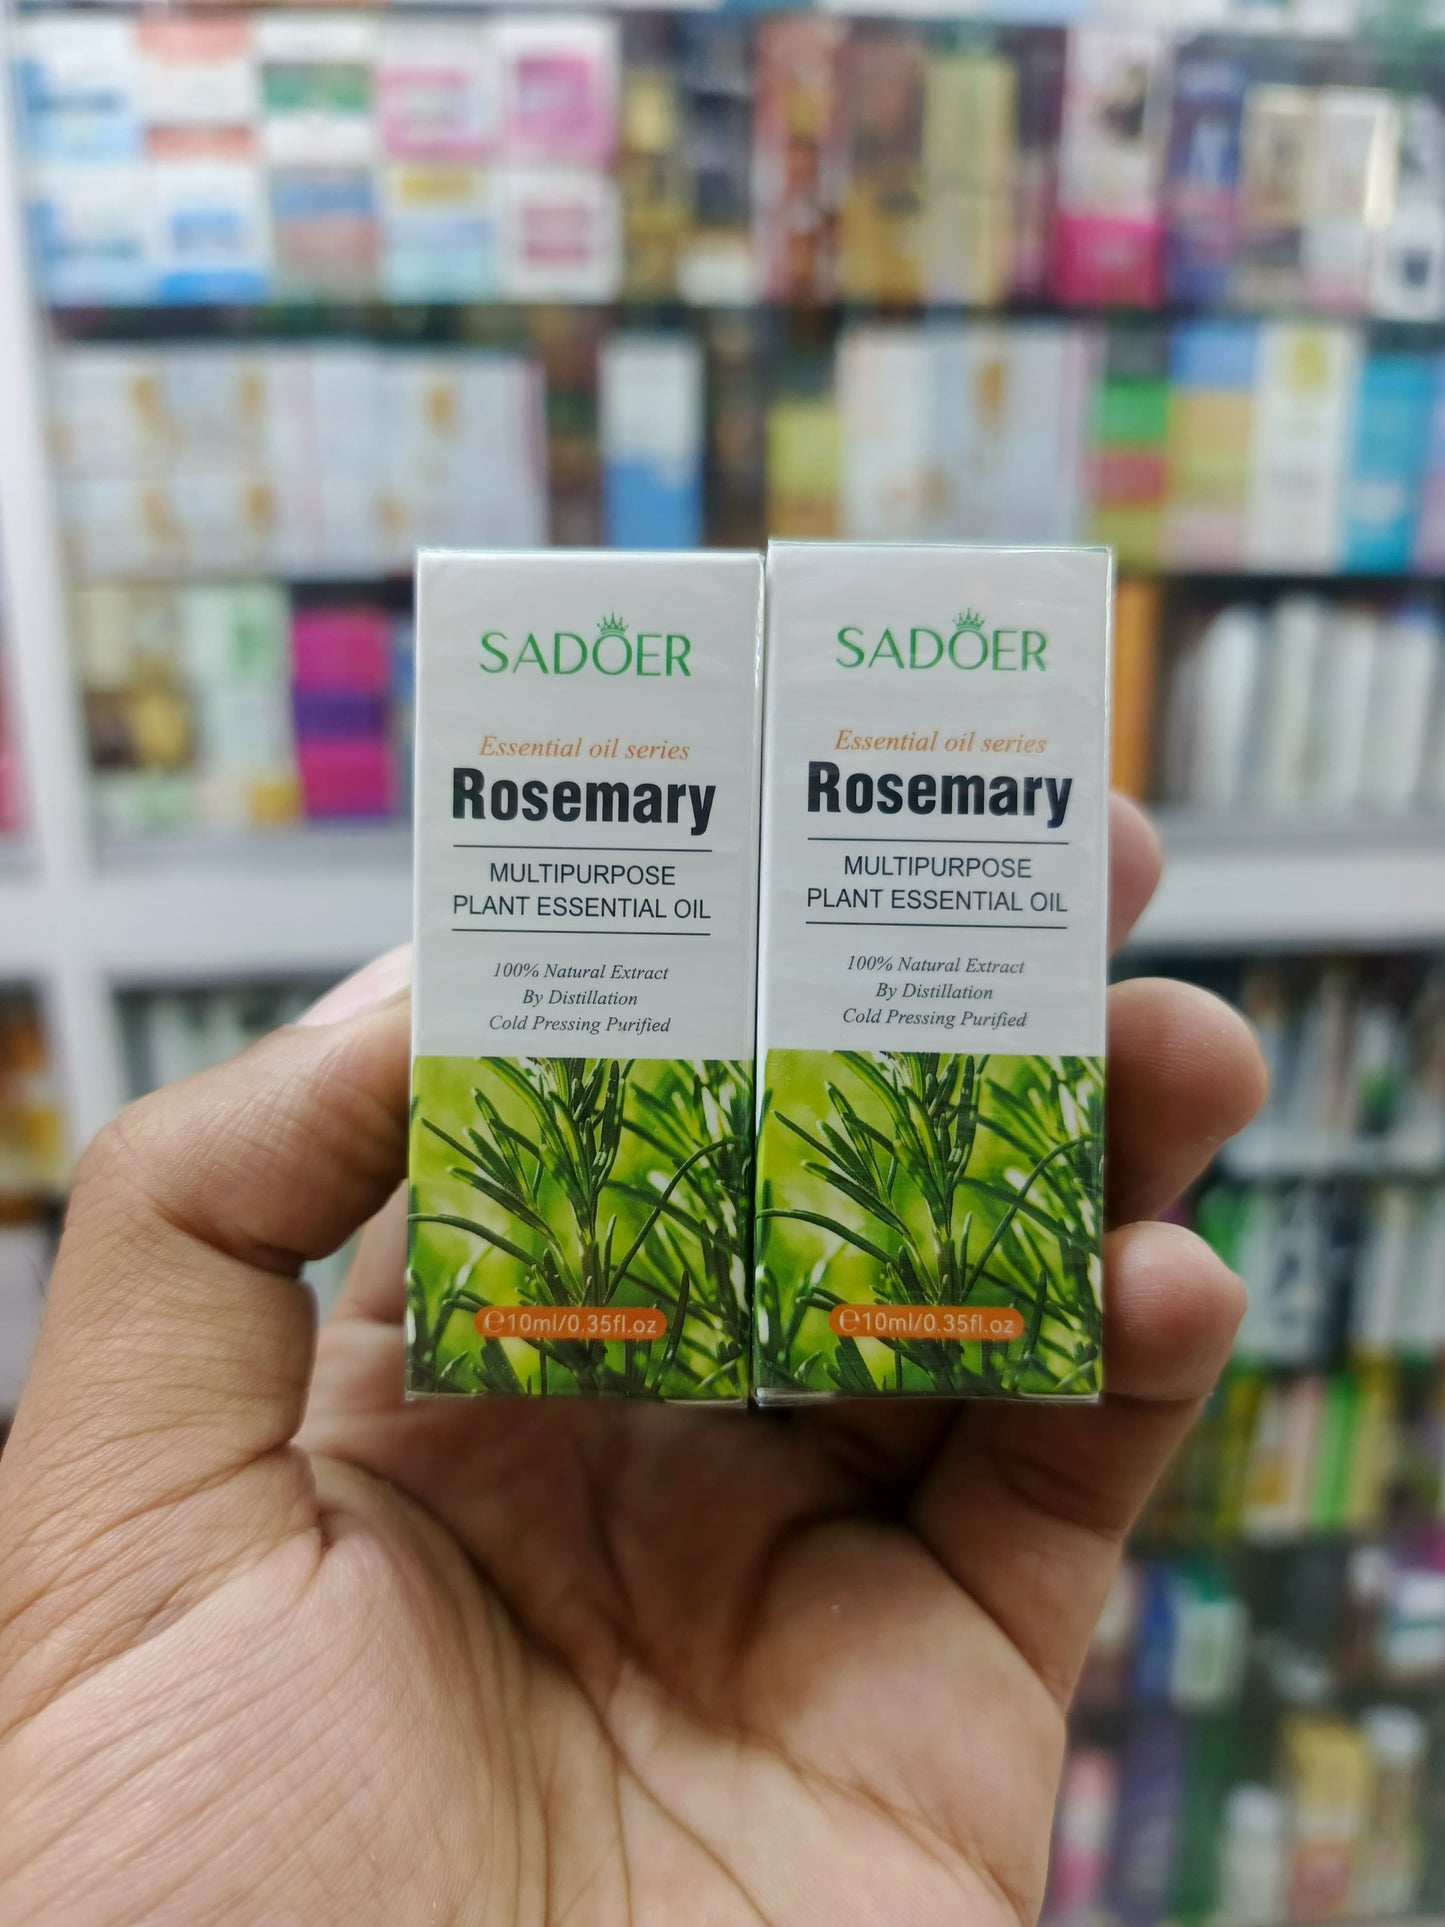 SADOER
Essential oil series
Rosemary
MULTIPURPOSE
PLANT ESSENTIAL OIL
100% Natural Extract
By Distillation
Cold Pressing Purified
℮10ml/0.35fl.oz
SADOER
Essential oil series
Rosemary
MULTIPURPOSE
PLANT ESSENTIAL OIL
100% Natural Extract
By Distillation
Cold Pressing Purified
℮10ml/0.35fl.oz